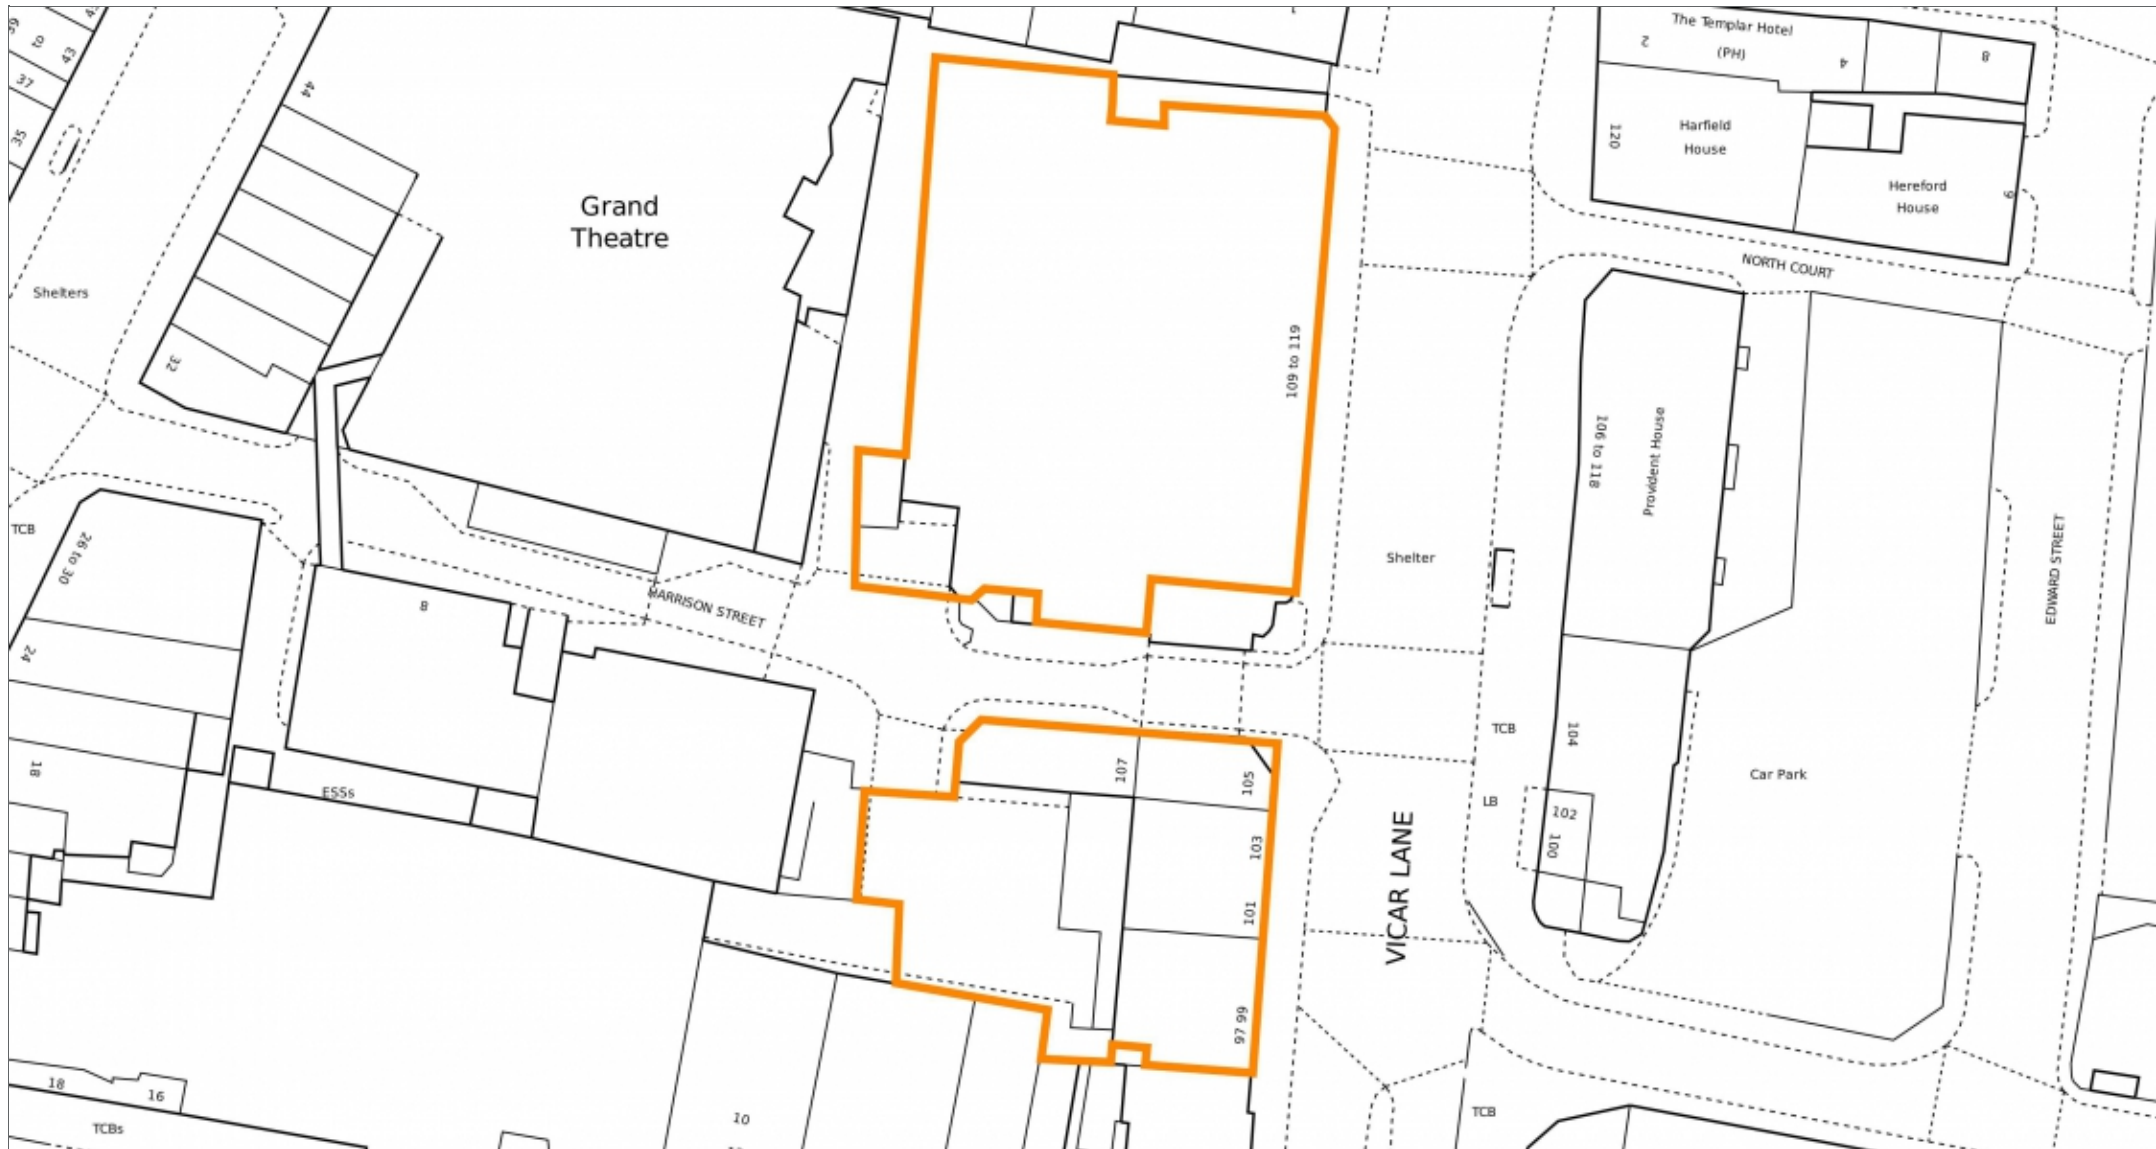 39
43
37
35
44
Grand
Theatre
Shelters
32
The Templar Hotel
(PH)
2
4
8
120
Harfield
House
Hereford
House
6
NORTH COURT
109 to 119
106 to 118
Provident House
Shelter
EDWARD STREET
TCB
26 to 30
24
18
8
HARRISON STREET
ESSs
107
105
103
101
97 99
VICAR LANE
TCB
104
LB
102
100
Car Park
18
16
TCBs
10
TCB